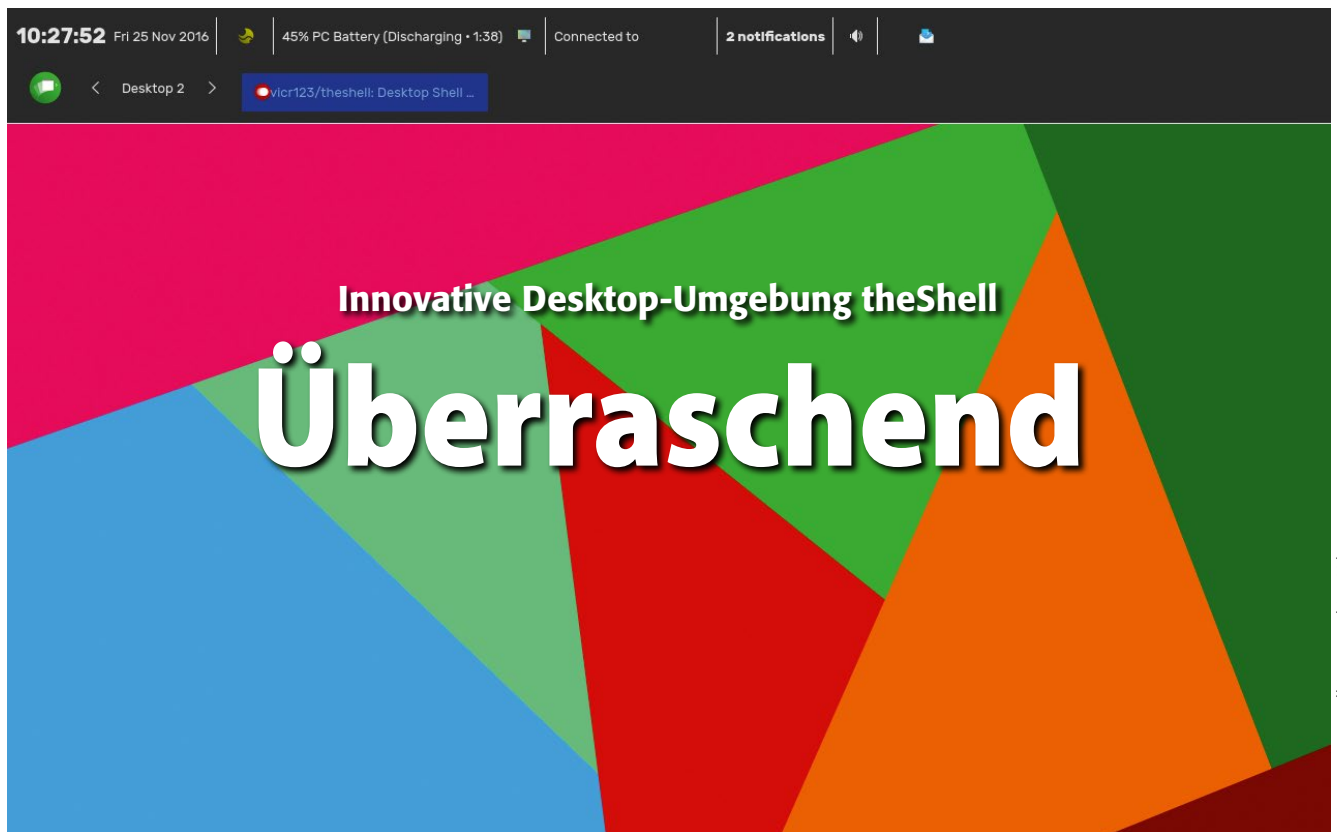 10:27:52 Fri 25 Nov 2016 45% PC Battery (Discharging • 1:38) Connected to 2 notifications
Desktop 2 vicr123/theshell: Desktop Shell ...
Innovative Desktop-Umgebung theShell
Überraschend